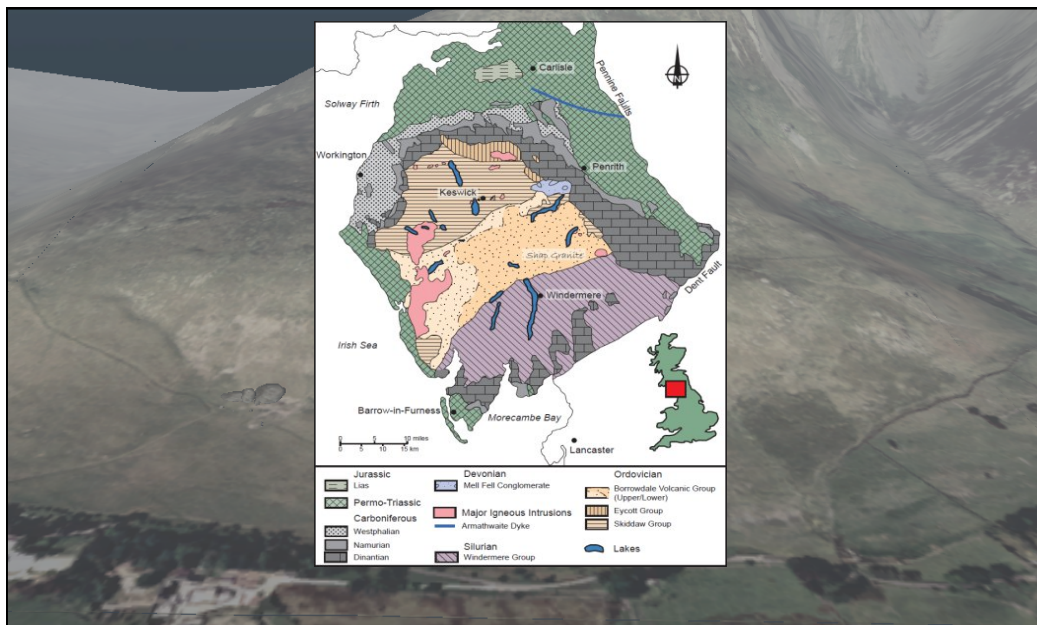 Carlisle
N
Pennine Faults
Solway Firth
Workington
Penrith
Keswick
Shap Granite
Dent Fault
Windermere
Irish Sea
Barrow-in-Furness
Morecambe Bay
Lancaster
0 5 10 miles
0 5 10 15 km
Jurassic
Lias
Permo-Triassic
Carboniferous
Westphalian
Namurian
Dinantian
Devonian
Mell Fell Conglomerate
Major Igneous Intrusions
Armathwaite Dyke
Silurian
Windermere Group
Ordovician
Borrowdale Volcanic Group
(Upper/Lower)
Eycott Group
Skiddaw Group
Lakes